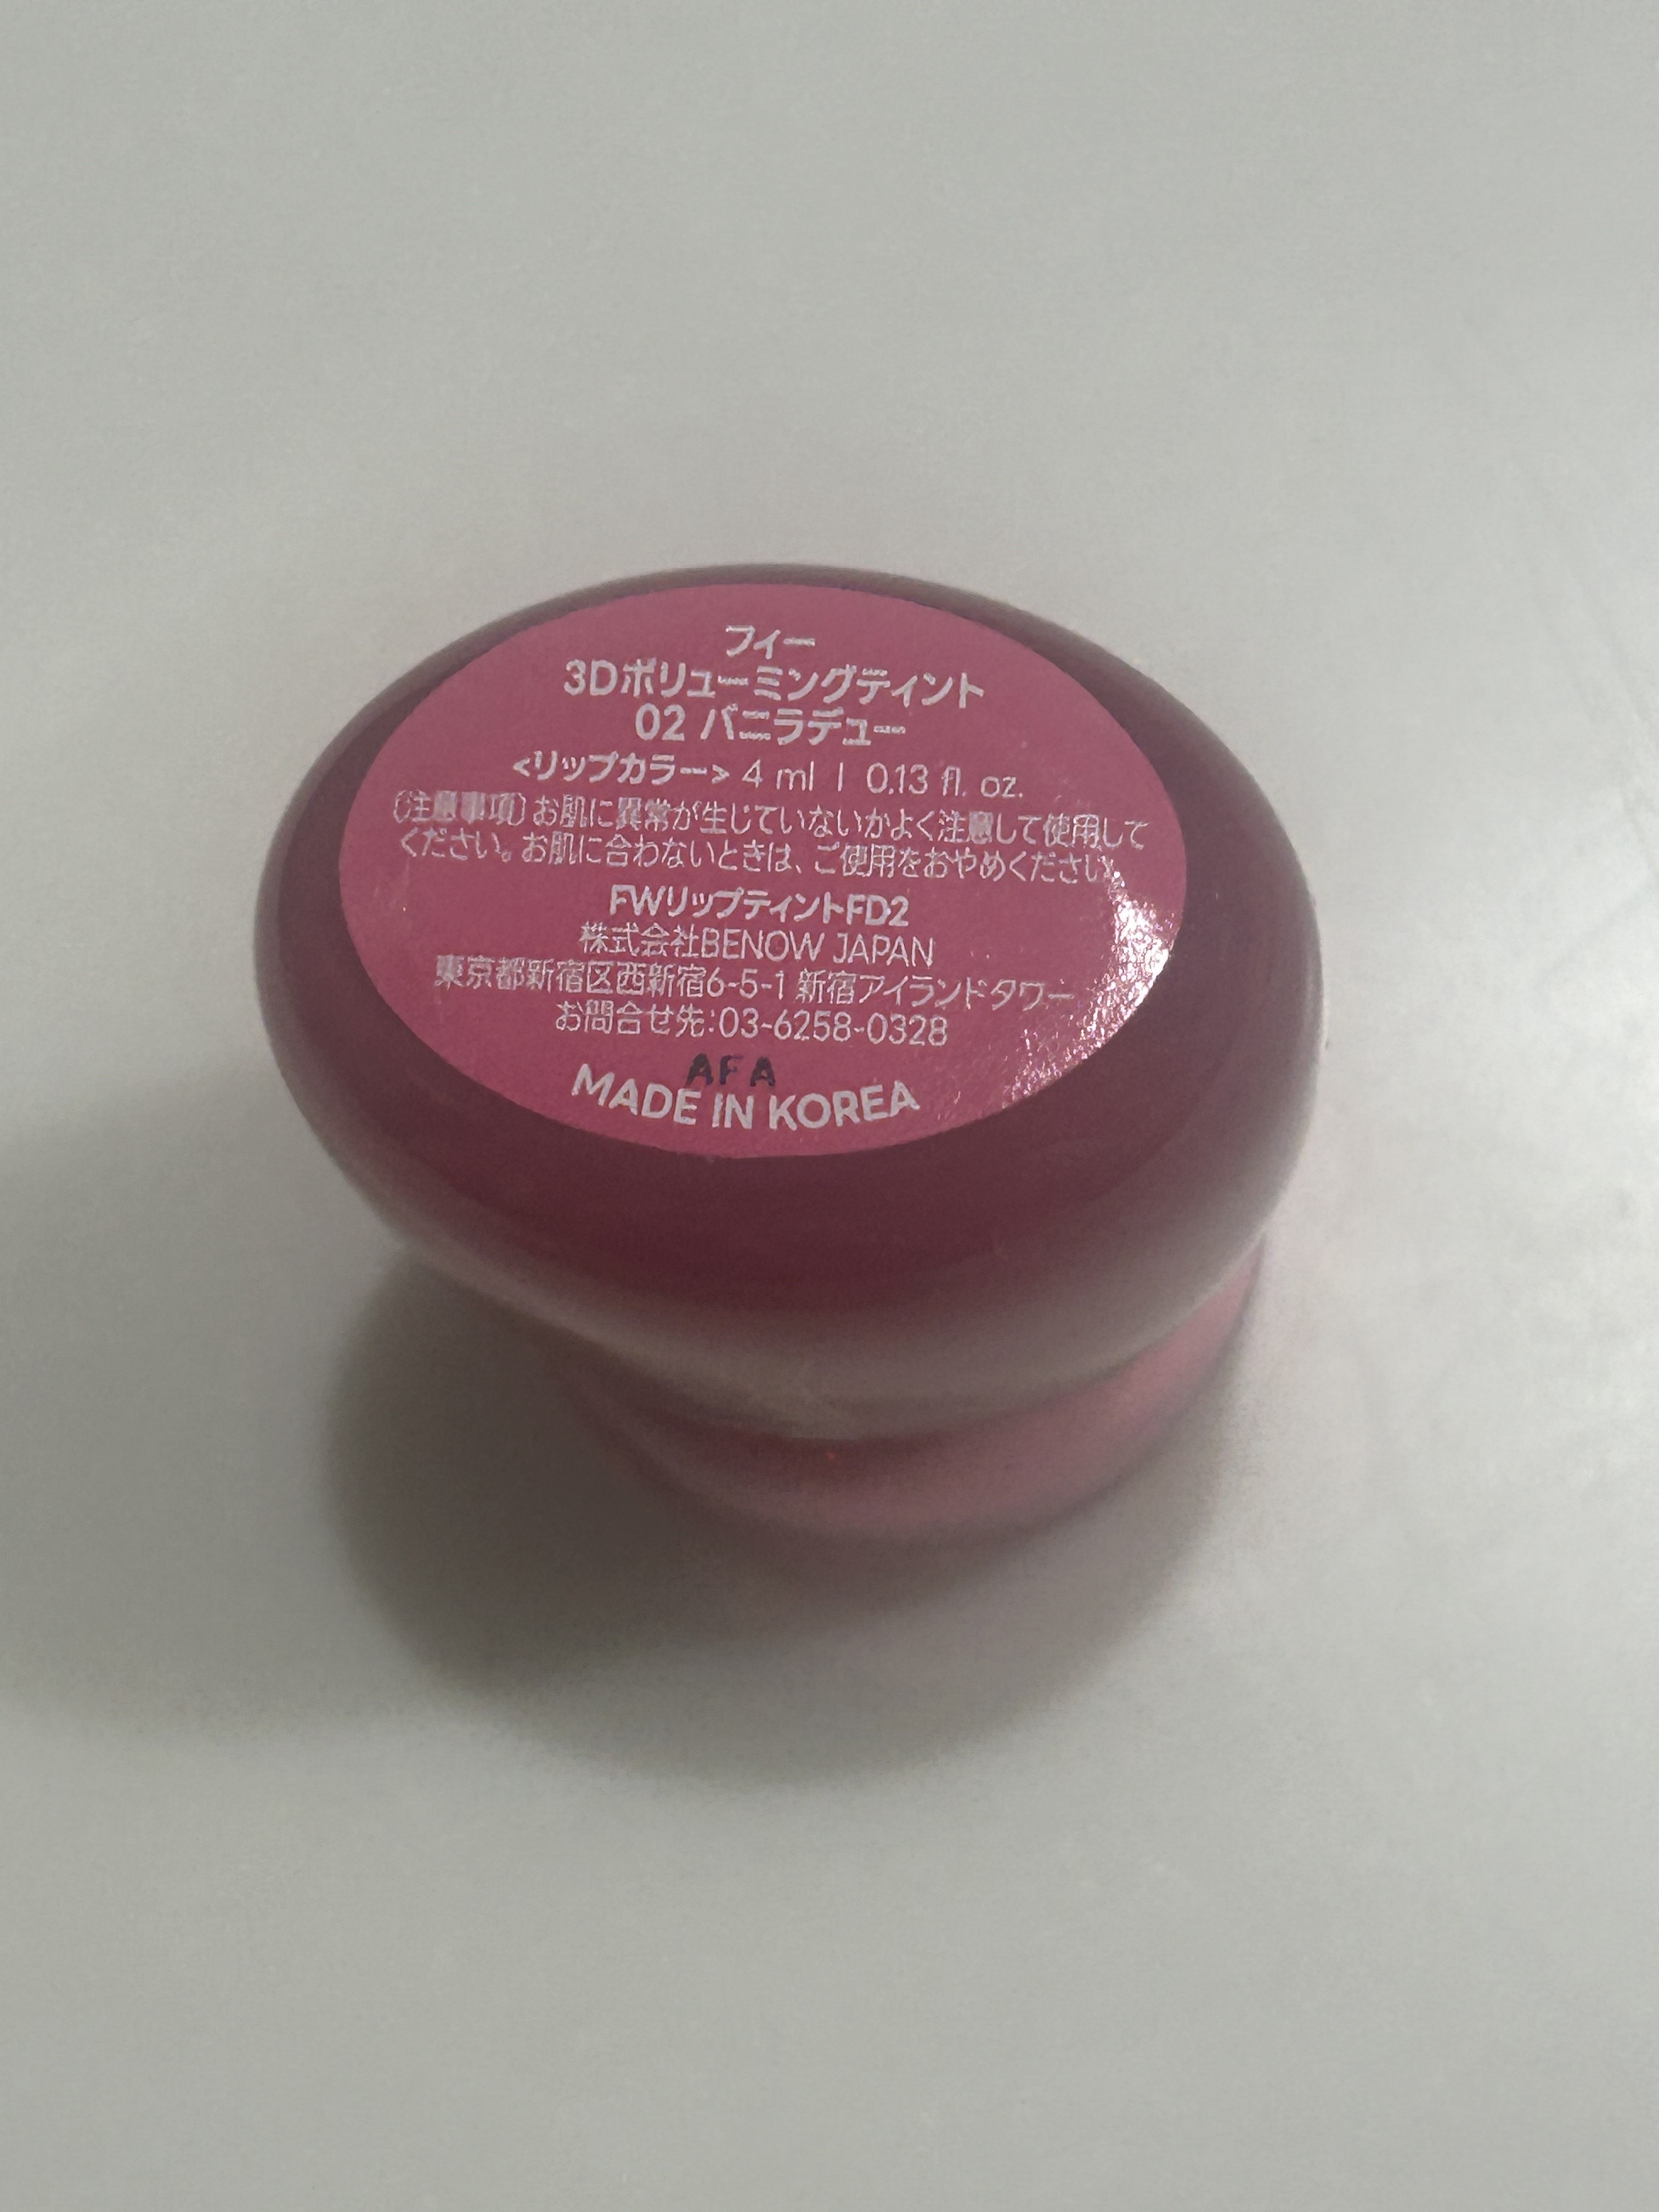 フィー
3Dボリューミングティント
02 バニラデュー
<リップカラー> 4 ml | 0.13 fl. oz.
〔注意事項〕お肌に異常が生じていないかよく注意して使用して
ください。お肌に合わないときは、ご使用をおやめください。
FWリップティントFD2
株式会社BENOW JAPAN
東京都新宿区西新宿6-5-1 新宿アイランドタワー
お問合せ先:03-6258-0328
AFA
MADE IN KOREA